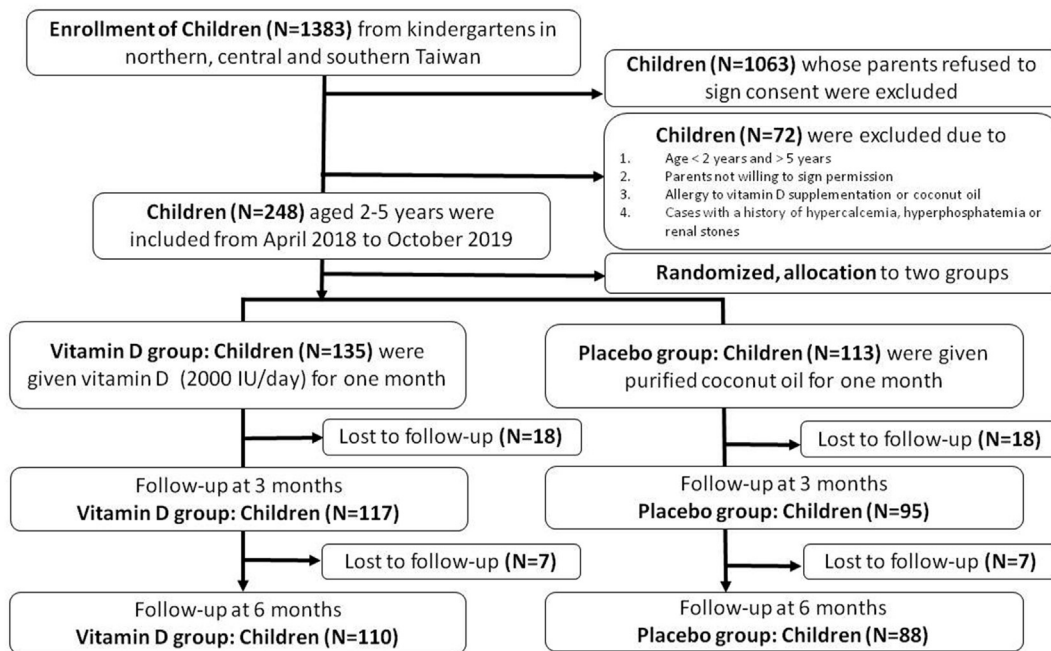 Enrollment of Children (N=1383) from kindergartens in
northern, central and southern Taiwan
Children (N=1063) whose parents refused to
sign consent were excluded
Children (N=72) were excluded due to
1. Age < 2 years and > 5 years
2. Parents not willing to sign permission
3. Allergy to vitamin D supplementation or coconut oil
4. Cases with a history of hypercalcemia, hyperphosphatemia or
renal stones
Children (N=248) aged 2-5 years were
included from April 2018 to October 2019
Randomized, allocation to two groups
Vitamin D group: Children (N=135) were
given vitamin D (2000 IU/day) for one month
Placebo group: Children (N=113) were given
purified coconut oil for one month
Lost to follow-up (N=18)
Lost to follow-up (N=18)
Follow-up at 3 months
Vitamin D group: Children (N=117)
Follow-up at 3 months
Placebo group: Children (N=95)
Lost to follow-up (N=7)
Lost to follow-up (N=7)
Follow-up at 6 months
Vitamin D group: Children (N=110)
Follow-up at 6 months
Placebo group: Children (N=88)